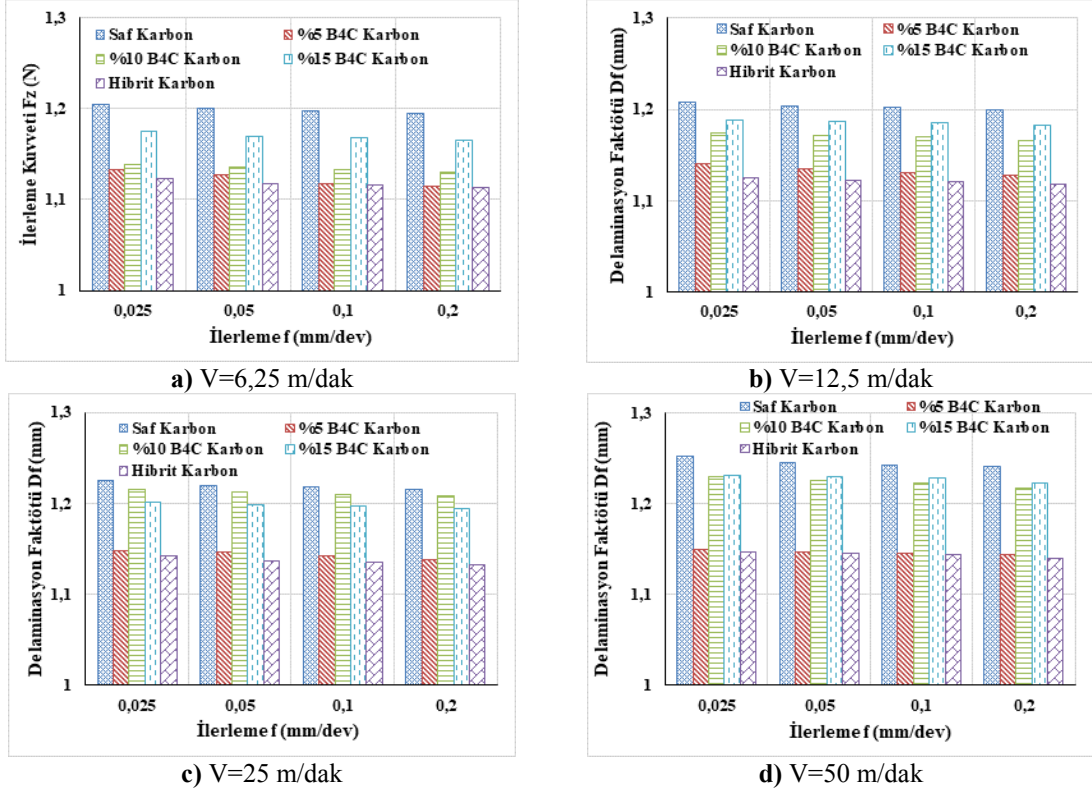 1,3
Saf Karbon
%5 B4C Karbon
%10 B4C Karbon
%15 B4C Karbon
Hibrit Karbon
1,2
1,1
1
İlerleme Kuvveti Fz (N)
0,025
0,05
0,1
0,2
İlerleme f (mm/dev)
a) V=6,25 m/dak
1,3
Saf Karbon
%5 B4C Karbon
%10 B4C Karbon
%15 B4C Karbon
Hibrit Karbon
1,2
1,1
1
Delaminasyon Faktötü Df (mm)
0,025
0,05
0,1
0,2
İlerleme f (mm/dev)
b) V=12,5 m/dak
1,3
Saf Karbon
%5 B4C Karbon
%10 B4C Karbon
%15 B4C Karbon
Hibrit Karbon
1,2
1,1
1
Delaminasyon Faktötü Df (mm)
0,025
0,05
0,1
0,2
İlerleme f (mm/dev)
c) V=25 m/dak
1,3
Saf Karbon
%5 B4C Karbon
%10 B4C Karbon
%15 B4C Karbon
Hibrit Karbon
1,2
1,1
1
Delaminasyon Faktötü Df (mm)
0,025
0,05
0,1
0,2
İlerleme f (mm/dev)
d) V=50 m/dak